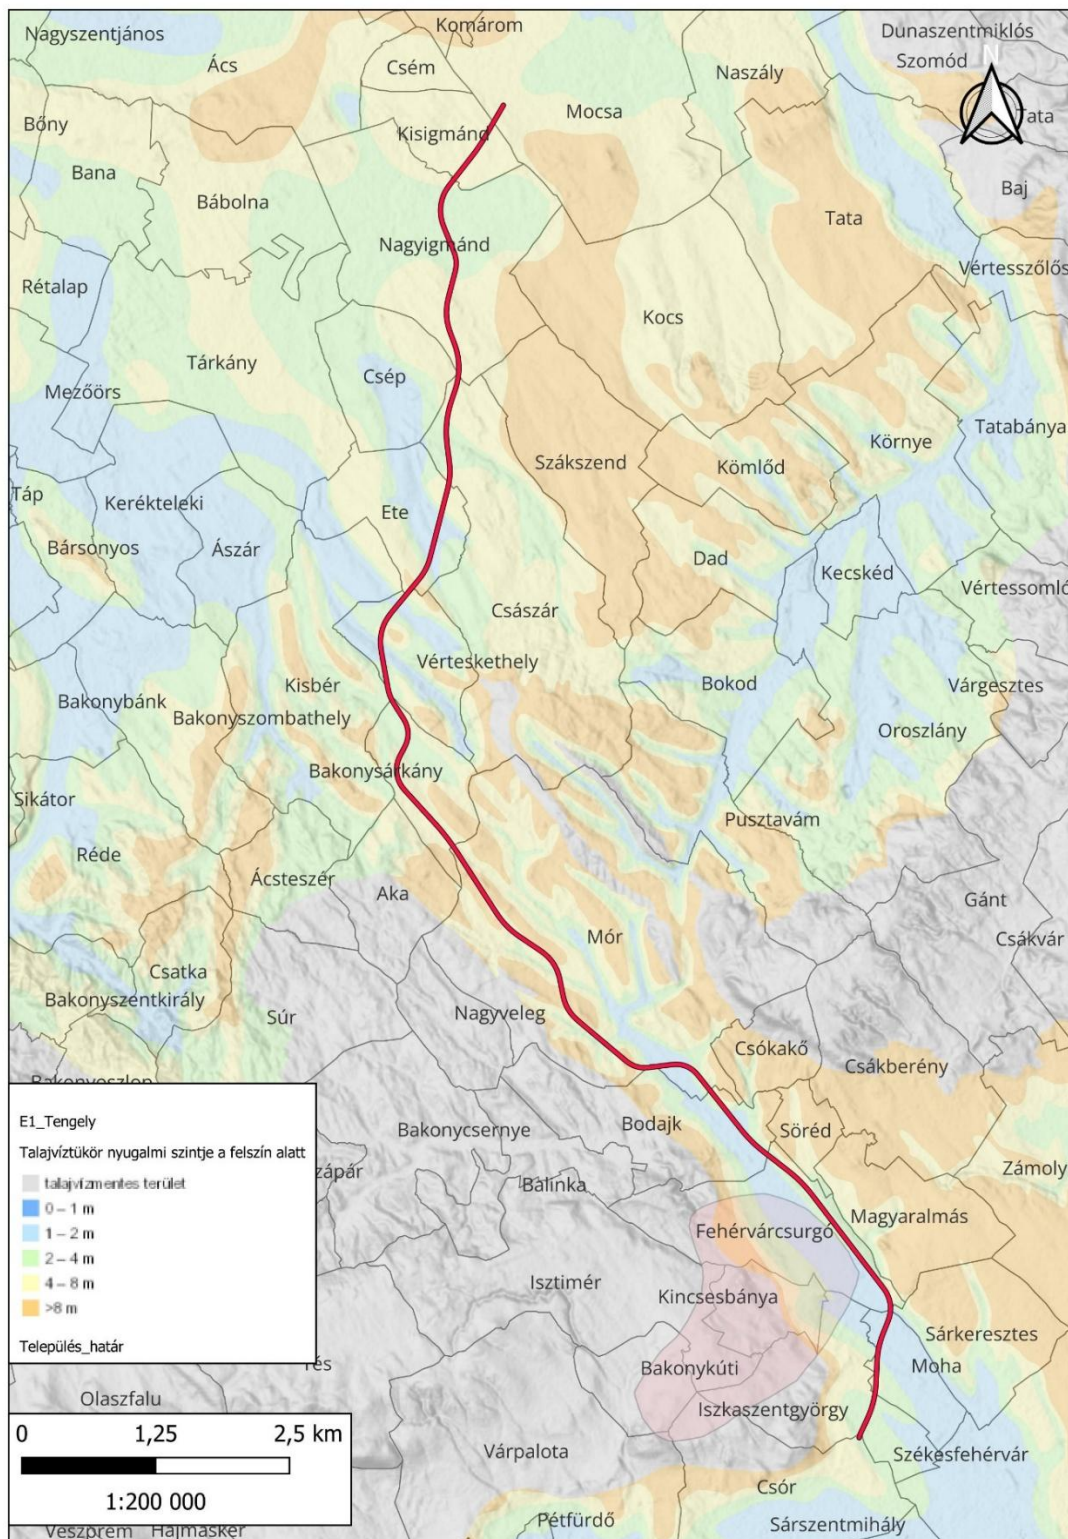 Nagyszentjános
Komárom
Dunaszentmiklós
Ács
Csém
Naszály
Szomód
N
Bőny
Kisigmánd
Mocsa
Tata
Bana
Bábolna
Baj
Tata
Nagyigmánd
Rétalap
Vértesszőlős
Kocs
Tárkány
Csép
Mezőörs
Környe
Tatabánya
Szákszend
Kömlőd
Táp
Kerékteleki
Ete
Bársonyos
Ászár
Dad
Kecskéd
Vértessomló
Császár
Vérteskethely
Kisbér
Bokod
Várgesztes
Bakonybánk
Bakonyszombathely
Oroszlány
Bakonysárkány
Sikátor
Pusztavám
Réde
Ácsteszér
Aka
Gánt
Mór
Csákvár
Csatka
Bakonyszentkirály
Súr
Nagyveleg
Csókakő
Csákberény
Bakonyoszlop
Bodajk
Bakonycsernye
Söréd
zápár
Balinka
Zámoly
Magyaralmás
Fehérvárcsurgó
Isztimér
Kincsesbánya
Sárkeresztes
Moha
Bakonykúti
Iszkaszentgyörgy
Olaszfalu
Várpalota
Székesfehérvár
Csór
Pétfürdő
Sárszentmihály
Veszprém
Hajmáskér
E1_Tengely
Talajvíztükör nyugalmi szintje a felszín alatt
talajvízmentes terület
0 – 1 m
1 – 2 m
2 – 4 m
4 – 8 m
>8 m
Település_határ
0 1,25 2,5 km
1:200 000